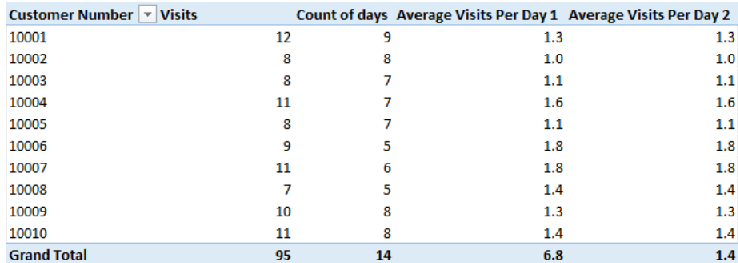 Customer Number Visits Count of days Average Visits Per Day 1 Average Visits Per Day 2
10001 12 9 1.3 1.3
10002 8 8 1.0 1.0
10003 8 7 1.1 1.1
10004 11 7 1.6 1.6
10005 8 7 1.1 1.1
10006 9 5 1.8 1.8
10007 11 6 1.8 1.8
10008 7 5 1.4 1.4
10009 10 8 1.3 1.3
10010 11 8 1.4 1.4
Grand Total 95 14 6.8 1.4